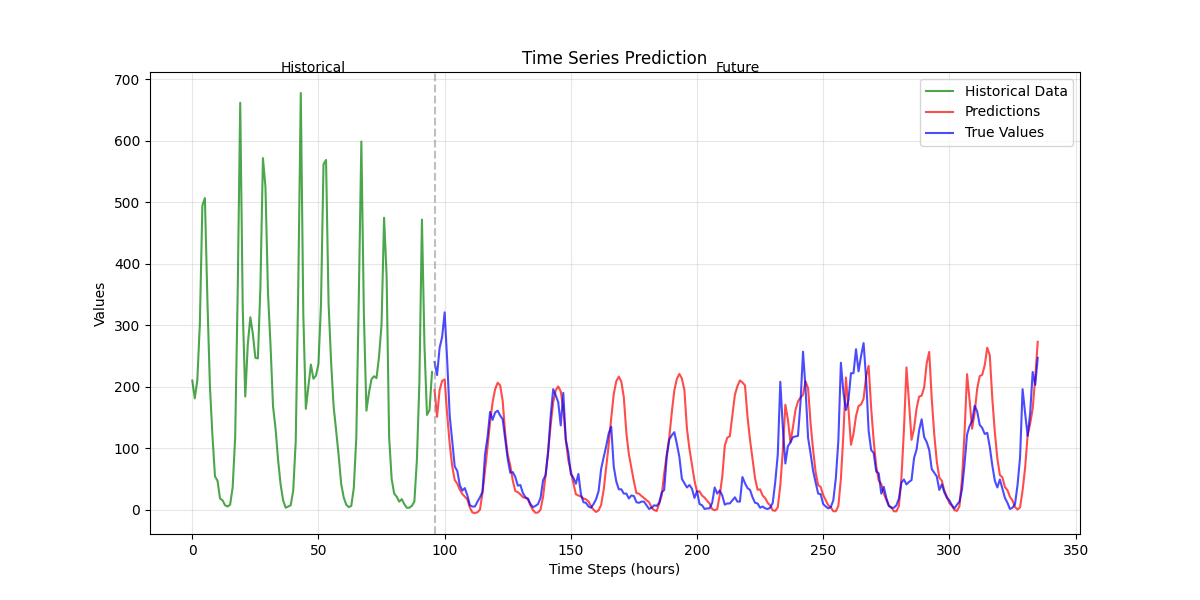 Time Series Prediction
Historical
Future
700
600
500
400
300
200
100
0
Values
Historical Data
Predictions
True Values
0
50
100
150
200
250
300
350
Time Steps (hours)